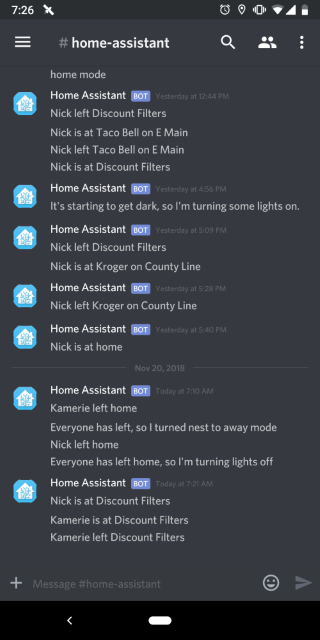 7:26
# home-assistant
home mode
Home Assistant BOT Yesterday at 12:44 PM
Nick left Discount Filters
Nick is at Taco Bell on E Main
Nick left Taco Bell on E Main
Nick is at Discount Filters
Home Assistant BOT Yesterday at 4:56 PM
It's starting to get dark, so I'm turning some lights on.
Home Assistant BOT Yesterday at 5:09 PM
Nick left Discount Filters
Nick is at Kroger on County Line
Home Assistant BOT Yesterday at 5:28 PM
Nick left Kroger on County Line
Home Assistant BOT Yesterday at 5:40 PM
Nick is at home
Nov 20, 2018
Home Assistant BOT Today at 7:10 AM
Kamerie left home
Everyone has left, so I turned nest to away mode
Nick left home
Everyone has left home, so I'm turning lights off
Home Assistant BOT Today at 7:21 AM
Nick is at Discount Filters
Kamerie is at Discount Filters
Kamerie left Discount Filters
Message #home-assistant